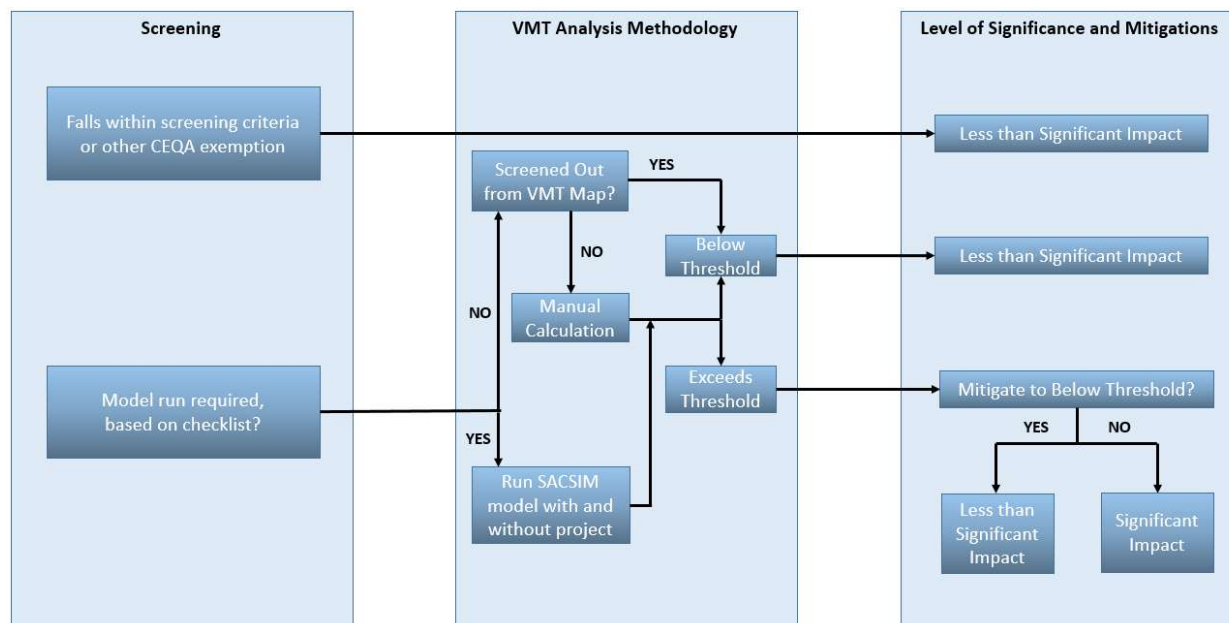 Screening
VMT Analysis Methodology
Level of Significance and Mitigations
Falls within screening criteria
or other CEQA exemption
Less than Significant Impact
Screened Out
from VMT Map?
YES
NO
Below
Threshold
Less than Significant Impact
Manual
Calculation
NO
Model run required,
based on checklist?
YES
Exceeds
Threshold
Mitigate to Below Threshold?
YES
NO
Run SACSIM
model with and
without project
Less than
Significant
Impact
Significant
Impact